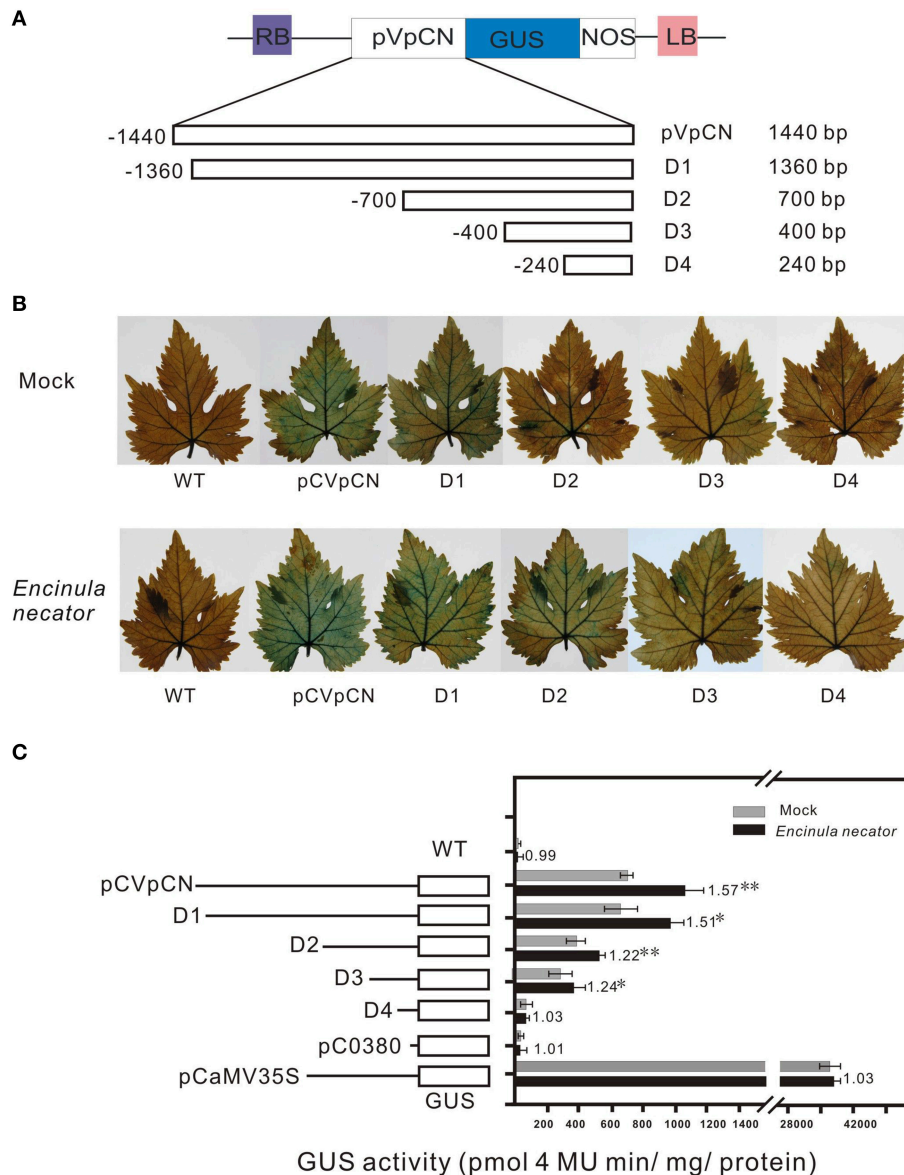 A
RB pVpCN GUS NOS LB
-1440 pVpCN 1440 bp
-1360 D1 1360 bp
-700 D2 700 bp
-400 D3 400 bp
-240 D4 240 bp
B
Mock
WT pCVpCN D1 D2 D3 D4
Encinula
necator
WT pCVpCN D1 D2 D3 D4
C
Mock
Encinula necator
WT 0.99
pCVpCN 1.57**
D1 1.51*
D2 1.22**
D3 1.24*
D4 1.03
pC0380 1.01
pCaMV35S 1.03
GUS
200 400 600 800 1000 1200 1400 28000 42000
GUS activity (pmol 4 MU min/ mg/ protein)